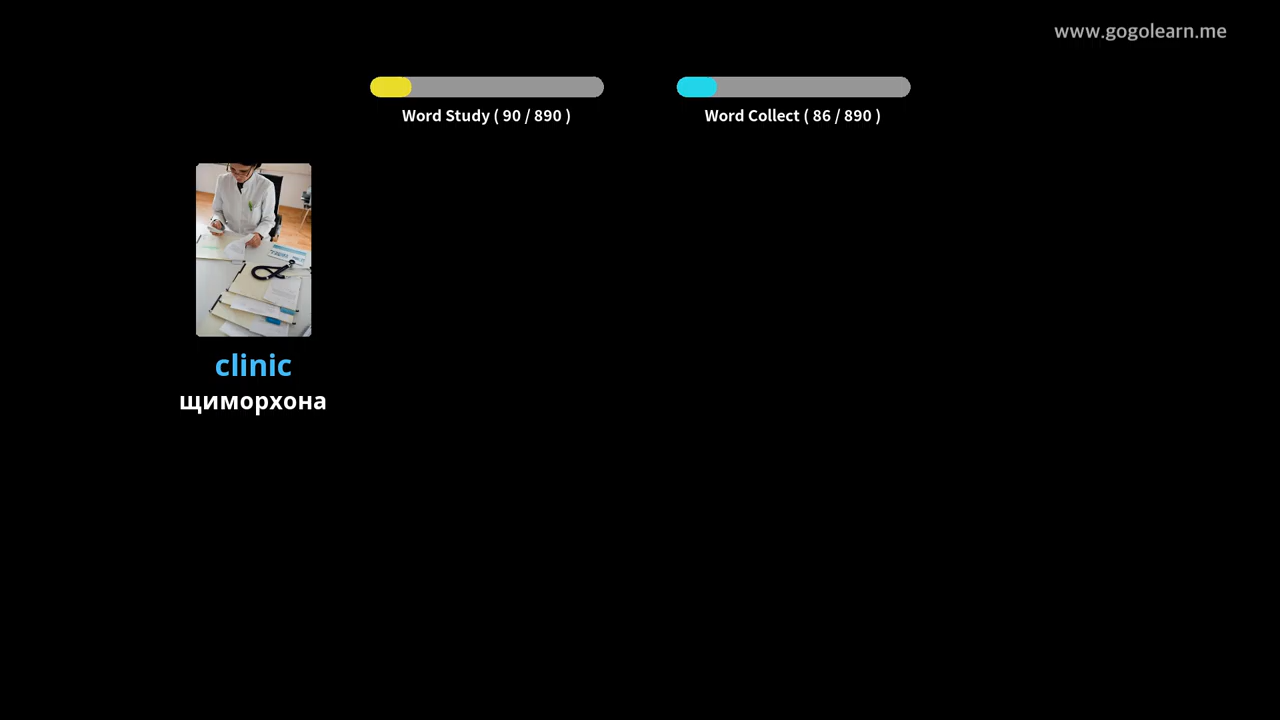 www.gogolearn.me
Word Study ( 90 / 890 )
Word Collect ( 86 / 890 )
clinic
щиморхона